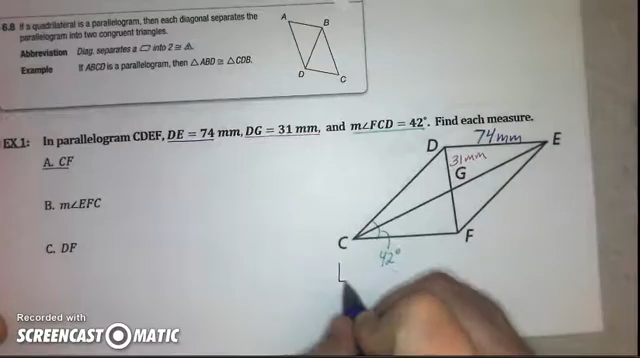 6.8 If a quadrilateral is a parallelogram, then each diagonal separates the
parallelogram into two congruent triangles.
Abbreviation Diag. separates a ▱ into 2 ≅ ▲.
Example If ABCD is a parallelogram, then △ABD ≅ △CDB.
A
B
D
C
EX 1: In parallelogram CDEF, DE = 74 mm, DG = 31 mm, and m∠FCD = 42°. Find each measure.
A. CF
B. m∠EFC
C. DF
D
74mm
E
31mm
G
C
F
42°
Recorded with
SCREENCAST O MATIC